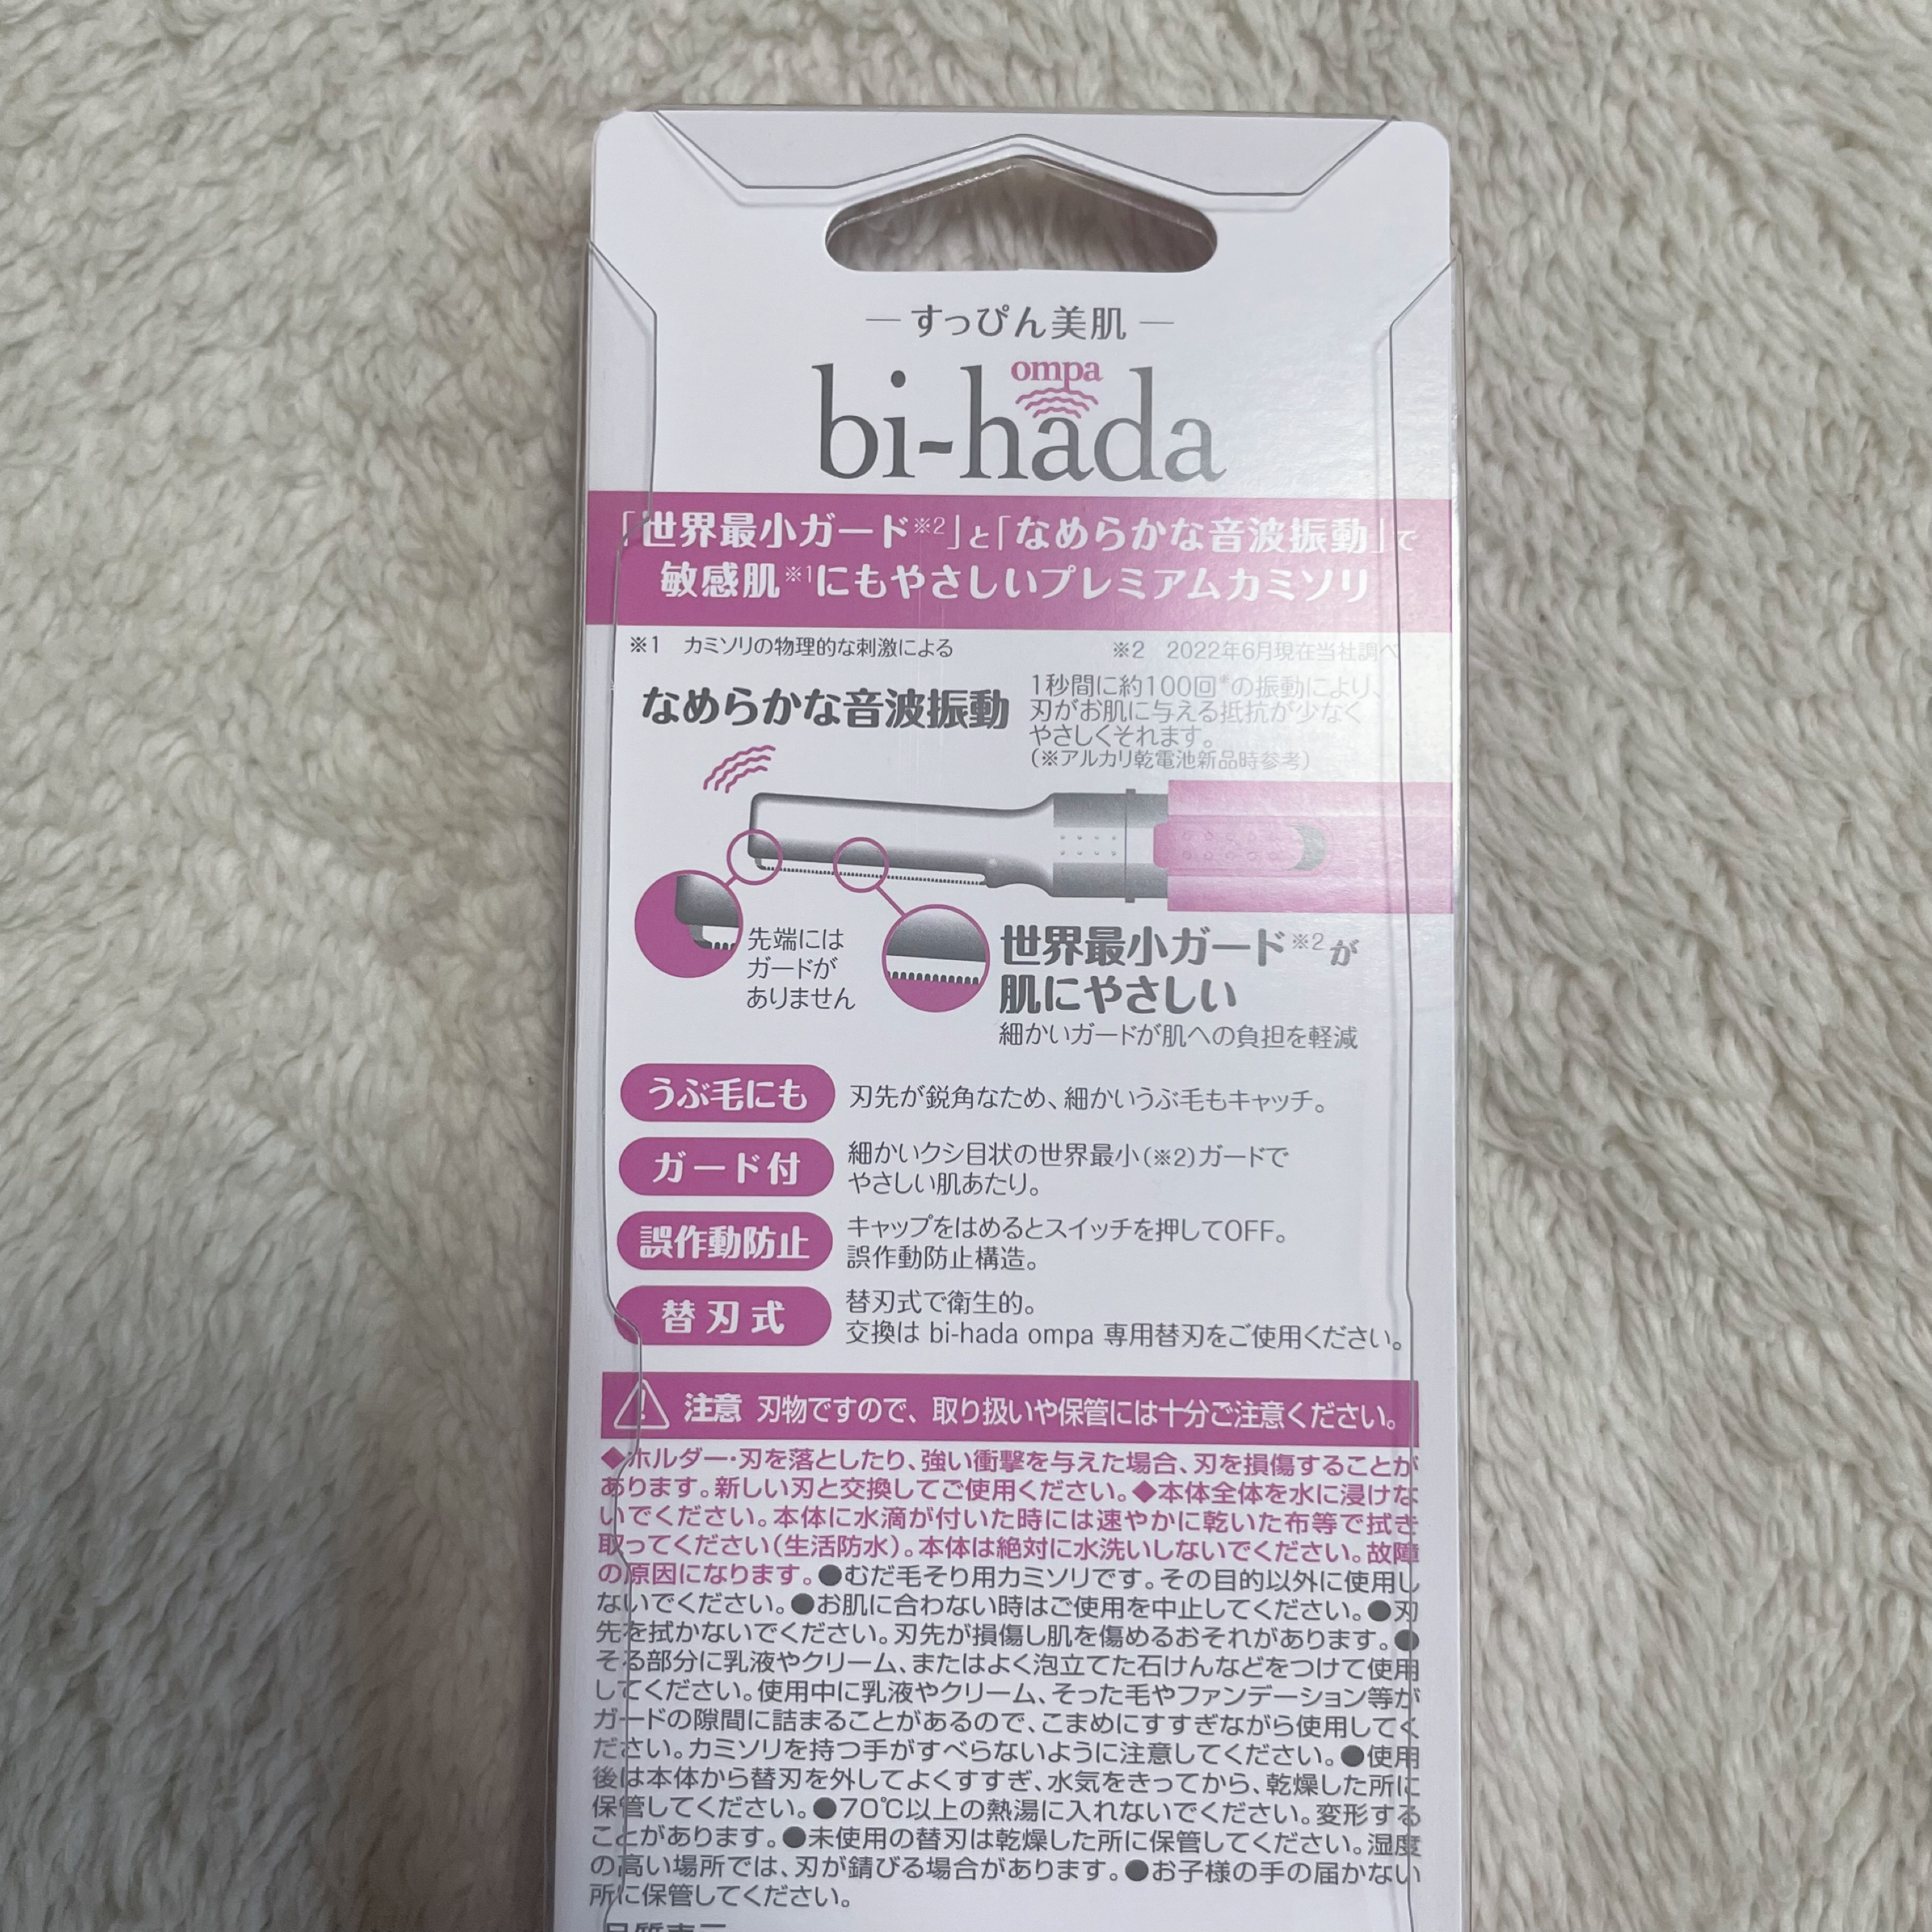 ― すっぴん美肌 ―
ompa
bi-hada
「世界最小ガード※2」と「なめらかな音波振動」で
敏感肌※1にもやさしいプレミアムカミソリ
※1　カミソリの物理的な刺激による
※2　2022年6月現在当社調べ
なめらかな音波振動
1秒間に約100回※の振動により、
刃がお肌に与える抵抗が少なく
やさしくそれます。
(※アルカリ乾電池新品時参考)
先端には
ガードが
ありません
世界最小ガード※2が
肌にやさしい
細かいガードが肌への負担を軽減
うぶ毛にも
刃先が鋭角なため、細かいうぶ毛もキャッチ。
ガード付
細かいクシ目状の世界最小(※2)ガードで
やさしい肌あたり。
誤作動防止
キャップをはめるとスイッチを押してOFF。
誤作動防止構造。
替刃式
替刃式で衛生的。
交換は bi-hada ompa 専用替刃をご使用ください。
注意 刃物ですので、取り扱いや保管には十分ご注意ください。
◆ホルダー・刃を落としたり、強い衝撃を与えた場合、刃を損傷することが
あります。新しい刃と交換してご使用ください。◆本体全体を水に浸けな
いでください。本体に水滴が付いた時には速やかに乾いた布等で拭き
取ってください(生活防水)。本体は絶対に水洗いしないでください。故障
の原因になります。●むだ毛そり用カミソリです。その目的以外に使用し
ないでください。●お肌に合わない時はご使用を中止してください。●刃
先を拭かないでください。刃先が損傷し肌を傷めるおそれがあります。●
そる部分に乳液やクリーム、またはよく泡立てた石けんなどをつけて使用
してください。使用中に乳液やクリーム、そった毛やファンデーション等が
ガードの隙間に詰まることがあるので、こまめにすすぎながら使用してく
ださい。カミソリを持つ手がすべらないように注意してください。●使用
後は本体から替刃を外してよくすすぎ、水気をきってから、乾燥した所に
保管してください。●70℃以上の熱湯に入れないでください。変形する
ことがあります。●未使用の替刃は乾燥した所に保管してください。湿度
の高い場所では、刃が錆びる場合があります。●お子様の手の届かない
所に保管してください。